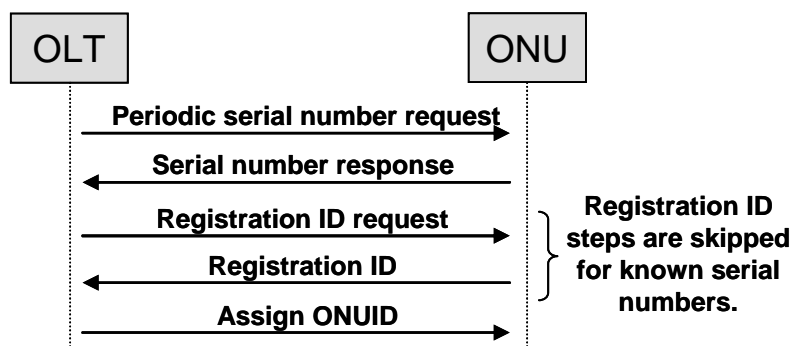 OLT
ONU
Periodic serial number request
Serial number response
Registration ID request
Registration ID
Assign ONUID
Registration ID
steps are skipped
for known serial
numbers.